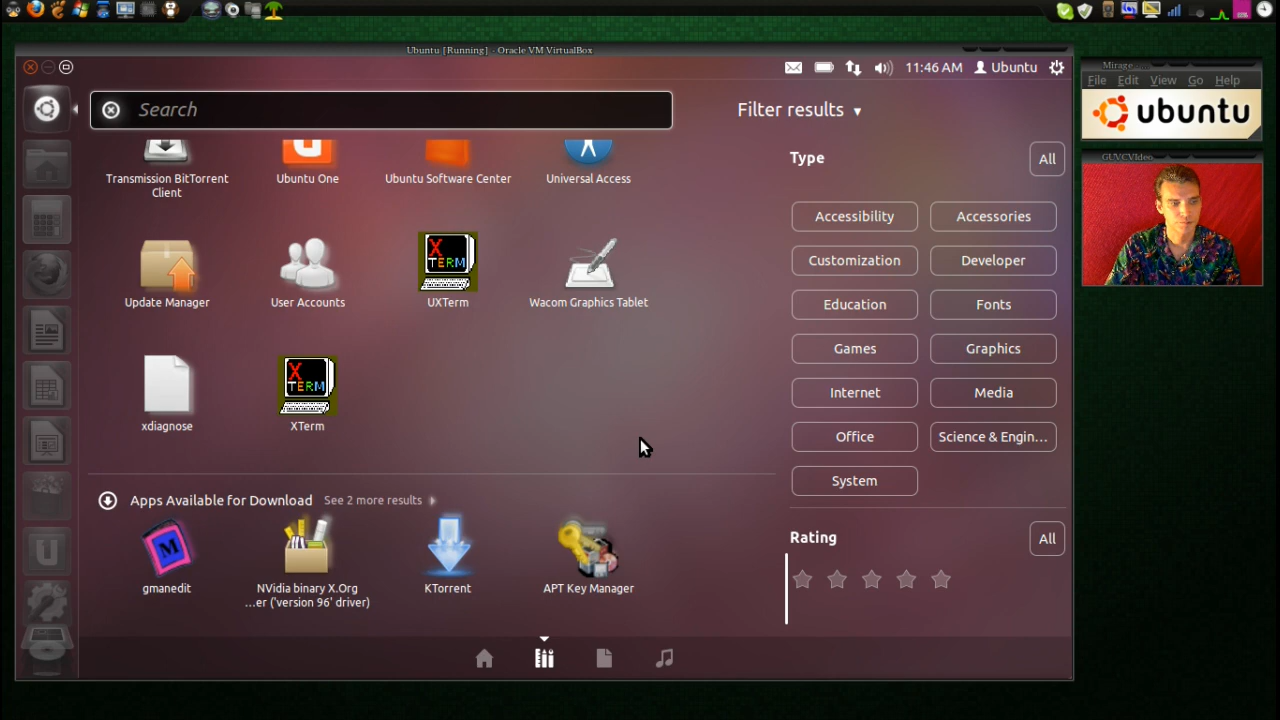 Ubuntu [Running] - Oracle VM VirtualBox
11:46 AM Ubuntu
Search
Filter results ▾
Transmission BitTorrent
Client
Ubuntu One
Ubuntu Software Center
Universal Access
Update Manager
User Accounts
X
TERM
UXTerm
Wacom Graphics Tablet
xdiagnose
X
TERM
XTerm
Apps Available for Download See 2 more results
M
gmanedit
NVidia binary X.Org
...er ('version 96' driver)
KTorrent
APT Key Manager
Type
All
Accessibility
Accessories
Customization
Developer
Education
Fonts
Games
Graphics
Internet
Media
Office
Science & Engin...
System
Rating
All
Mirage
File Edit View Go Help
ubuntu
GUVCVideo